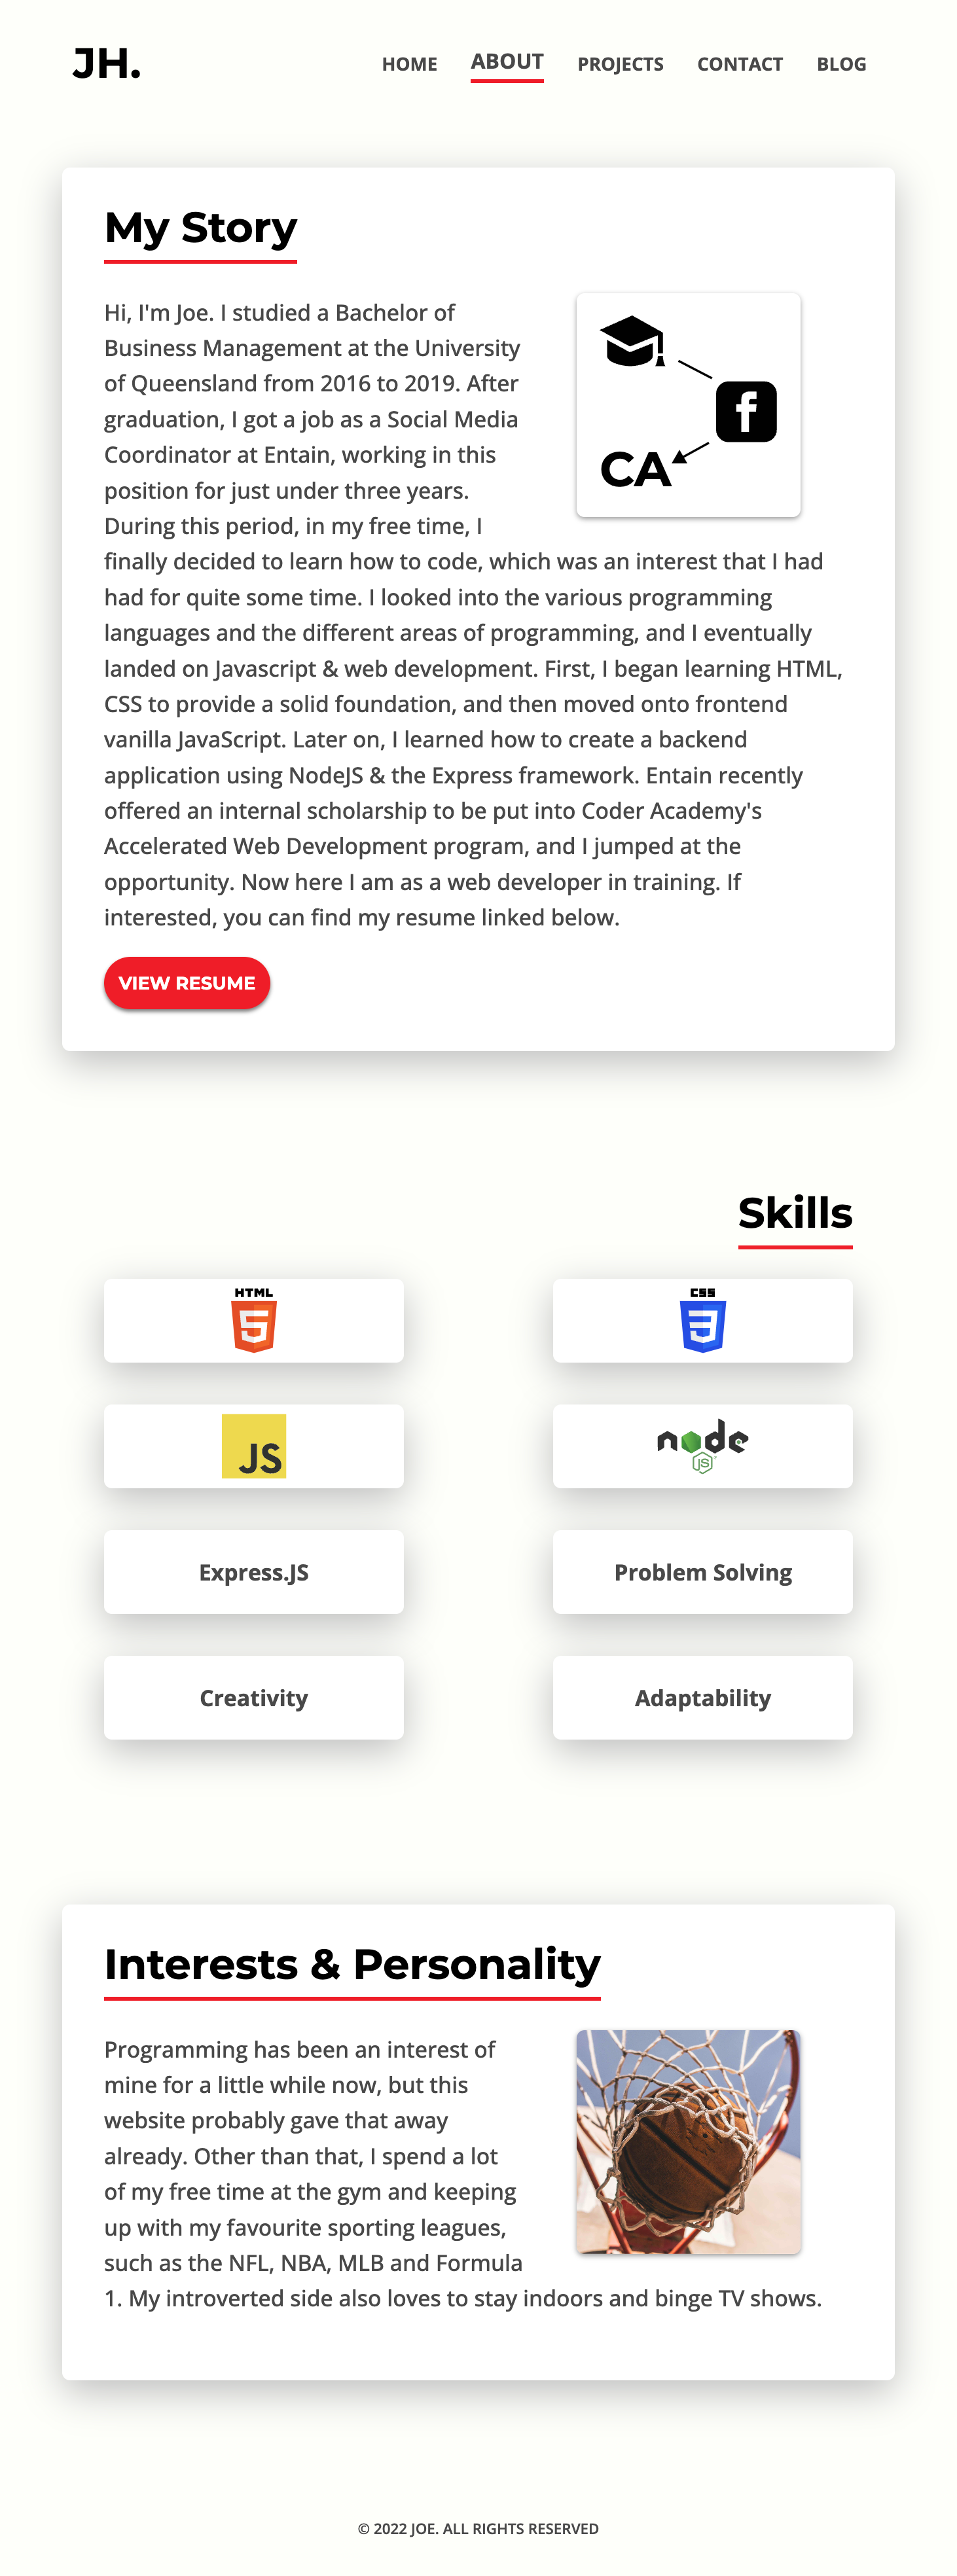 JH.
HOME ABOUT PROJECTS CONTACT BLOG
My Story
Hi, I'm Joe. I studied a Bachelor of
Business Management at the University
of Queensland from 2016 to 2019. After
graduation, I got a job as a Social Media
Coordinator at Entain, working in this
position for just under three years.
During this period, in my free time, I
finally decided to learn how to code, which was an interest that I had
had for quite some time. I looked into the various programming
languages and the different areas of programming, and I eventually
landed on Javascript & web development. First, I began learning HTML,
CSS to provide a solid foundation, and then moved onto frontend
vanilla JavaScript. Later on, I learned how to create a backend
application using NodeJS & the Express framework. Entain recently
offered an internal scholarship to be put into Coder Academy's
Accelerated Web Development program, and I jumped at the
opportunity. Now here I am as a web developer in training. If
interested, you can find my resume linked below.
f
CA
VIEW RESUME
Skills
HTML
5
CSS
3
JS
node
JS
Express.JS
Problem Solving
Creativity
Adaptability
Interests & Personality
Programming has been an interest of
mine for a little while now, but this
website probably gave that away
already. Other than that, I spend a lot
of my free time at the gym and keeping
up with my favourite sporting leagues,
such as the NFL, NBA, MLB and Formula
1. My introverted side also loves to stay indoors and binge TV shows.
© 2022 JOE. ALL RIGHTS RESERVED